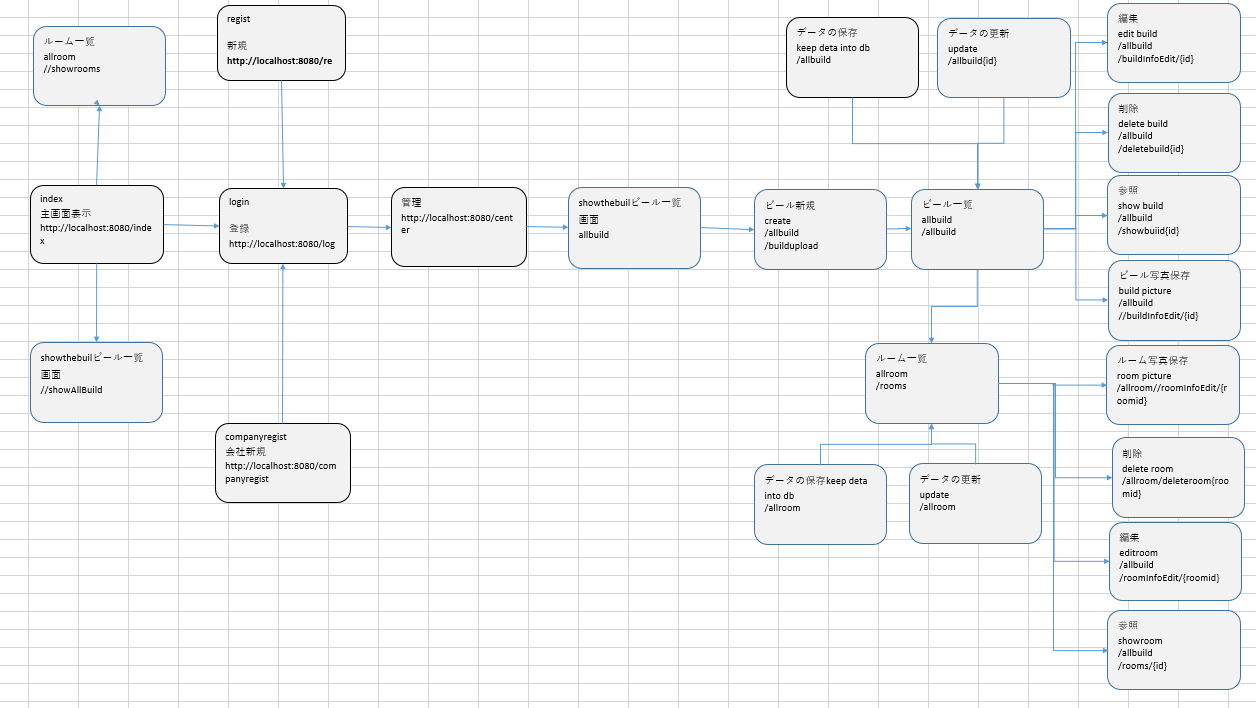 ルーム一覧
allroom
//showrooms
regist
新規
http://localhost:8080/re
データの保存
keep deta into db
/allbuild
データの更新
update
/allbuild{id}
編集
edit build
/allbuild
/buildInfoEdit/{id}
削除
delete build
/allbuild
/deletebuild{id}
index
主画面表示
http://localhost:8080/inde
x
login
登録
http://localhost:8080/log
管理
http://localhost:8080/cent
er
showthebuilビール一覧
画面
allbuild
ビール新規
create
/allbuild
/buildupload
ビール一覧
allbuild
/allbuild
参照
show build
/allbuild
/showbuiid{id}
ビール写真保存
build picture
/allbuild
//buildInfoEdit/{id}
showthebuilビール一覧
画面
//showAllBuild
ルーム一覧
allroom
/rooms
ルーム写真保存
room picture
/allroom//roomInfoEdit/{r
oomid}
companyregist
会社新規
http://localhost:8080/com
panyregist
データの保存keep deta
into db
/allroom
データの更新
update
/allroom
削除
delete room
/allroom/deleteroom{roo
mid}
編集
editroom
/allbuild
/roomInfoEdit/{roomid}
参照
showroom
/allbuild
/rooms/{id}